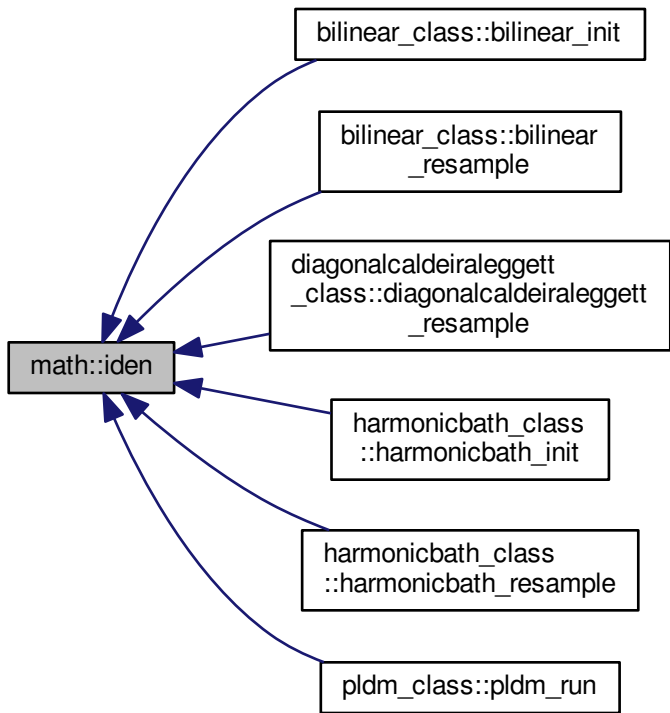 bilinear_class::bilinear_init
bilinear_class::bilinear
_resample
diagonalcaldeiraleggett
_class::diagonalcaldeiraleggett
_resample
math::iden
harmonicbath_class
::harmonicbath_init
harmonicbath_class
::harmonicbath_resample
pldm_class::pldm_run